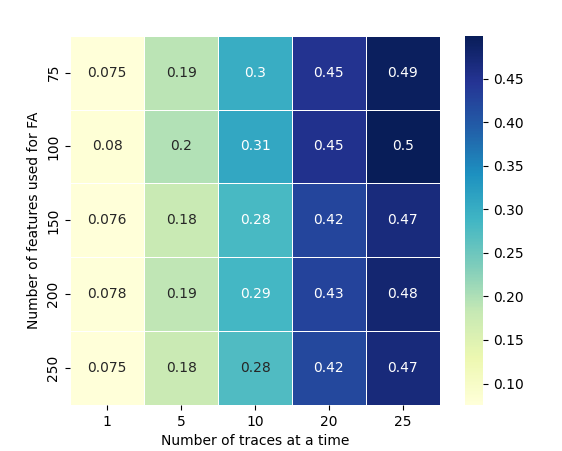 75 0.075 0.19 0.3 0.45 0.49
100 0.08 0.2 0.31 0.45 0.5
150 0.076 0.18 0.28 0.42 0.47
200 0.078 0.19 0.29 0.43 0.48
250 0.075 0.18 0.28 0.42 0.47
1 5 10 20 25
Number of traces at a time
Number of features used for FA
0.45
0.40
0.35
0.30
0.25
0.20
0.15
0.10